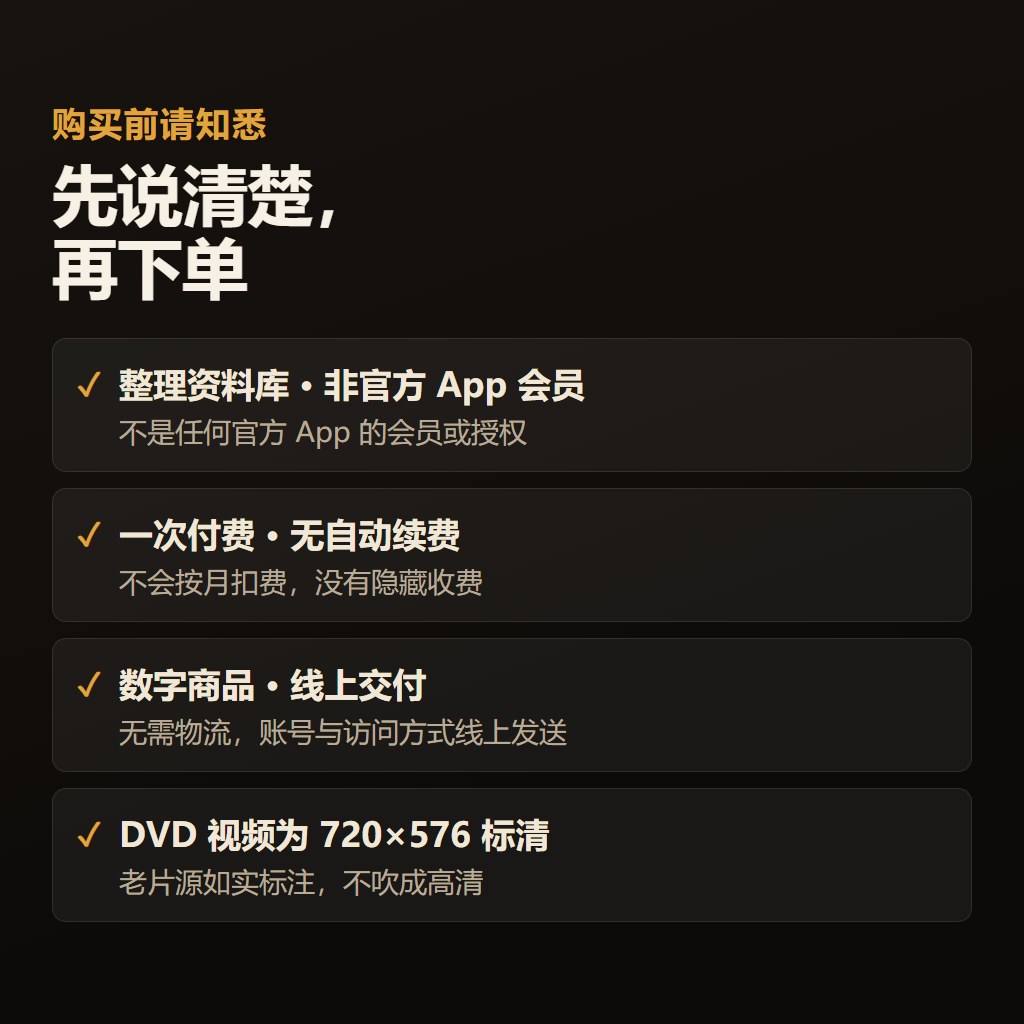 购买前请知悉
先说清楚，
再下单
✓ 整理资料库 · 非官方 App 会员
不是任何官方 App 的会员或授权
✓ 一次付费 · 无自动续费
不会按月扣费，没有隐藏收费
✓ 数字商品 · 线上交付
无需物流，账号与访问方式线上发送
✓ DVD 视频为 720×576 标清
老片源如实标注，不吹成高清